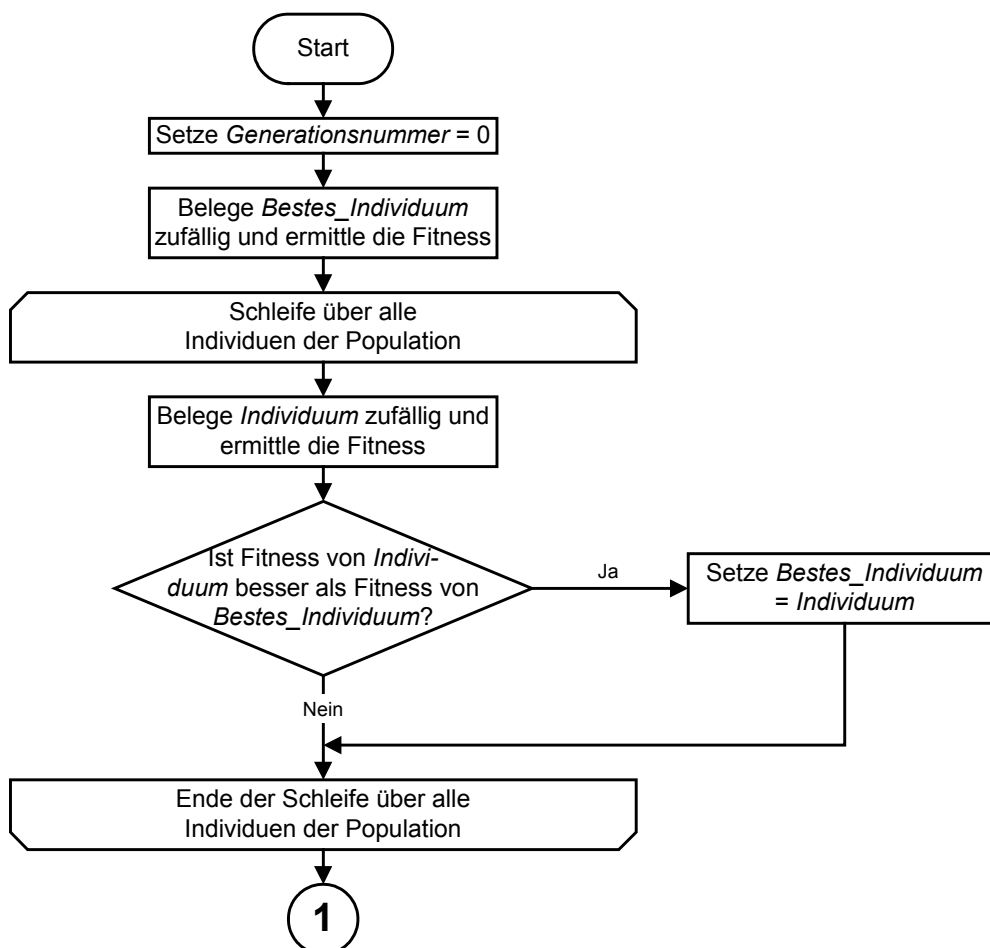 Start
Setze Generationsnummer = 0
Belege Bestes_Individuum
zufällig und ermittle die Fitness
Schleife über alle
Individuen der Population
Belege Individuum zufällig und
ermittle die Fitness
Ist Fitness von Indivi-
duum besser als Fitness von
Bestes_Individuum?
Ja
Setze Bestes_Individuum
= Individuum
Nein
Ende der Schleife über alle
Individuen der Population
1